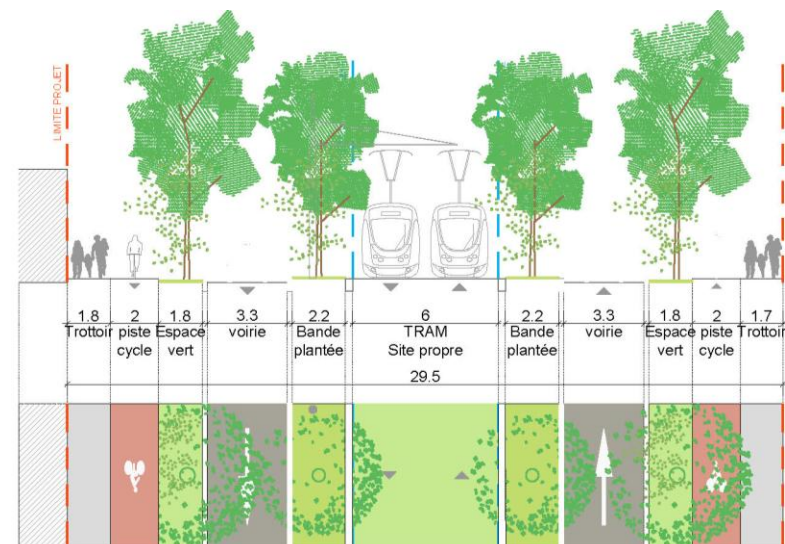 LIMITE PROJET
1.8 2 1.8 3.3 2.2 6 2.2 3.3 1.8 2 1.7
Trottoir piste Espace voirie Bande TRAM Bande voirie Espace piste Trottoir
cycle vert plantée Site propre plantée vert cycle
29.5